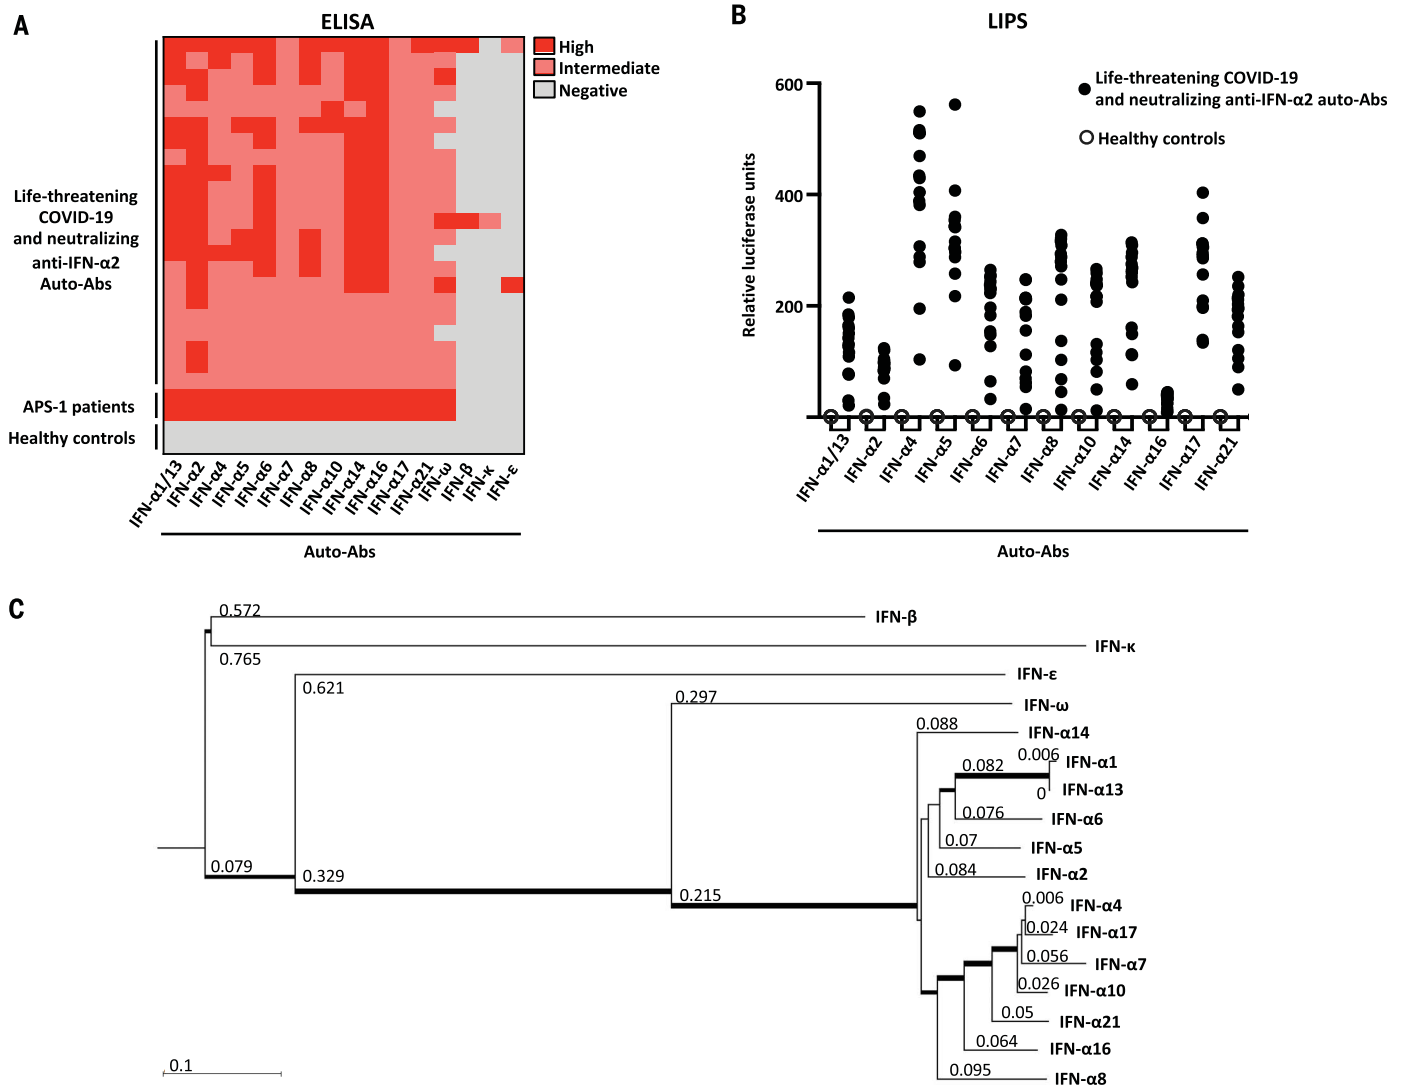 A
ELISA
High
Intermediate
Negative
Life-threatening
COVID-19
and neutralizing
anti-IFN-α2
Auto-Abs
APS-1 patients
Healthy controls
IFN-α1/13
IFN-α2
IFN-α4
IFN-α5
IFN-α6
IFN-α7
IFN-α8
IFN-α10
IFN-α14
IFN-α16
IFN-α17
IFN-α21
IFN-ω
IFN-β
IFN-κ
IFN-ε
Auto-Abs
B
LIPS
Life-threatening COVID-19
and neutralizing anti-IFN-α2 auto-Abs
Healthy controls
Relative luciferase units
600
400
200
IFN-α1/13
IFN-α2
IFN-α4
IFN-α5
IFN-α6
IFN-α7
IFN-α8
IFN-α10
IFN-α14
IFN-α16
IFN-α17
IFN-α21
Auto-Abs
C
0.572
IFN-β
IFN-κ
0.765
IFN-ε
0.621
0.297
IFN-ω
0.088
IFN-α14
0.006
IFN-α1
0.082
0
IFN-α13
0.076
IFN-α6
0.07
IFN-α5
0.079
0.329
0.084
IFN-α2
0.215
0.006
IFN-α4
0.024
IFN-α17
0.056
IFN-α7
0.026
IFN-α10
0.05
IFN-α21
0.064
IFN-α16
0.095
IFN-α8
0.1